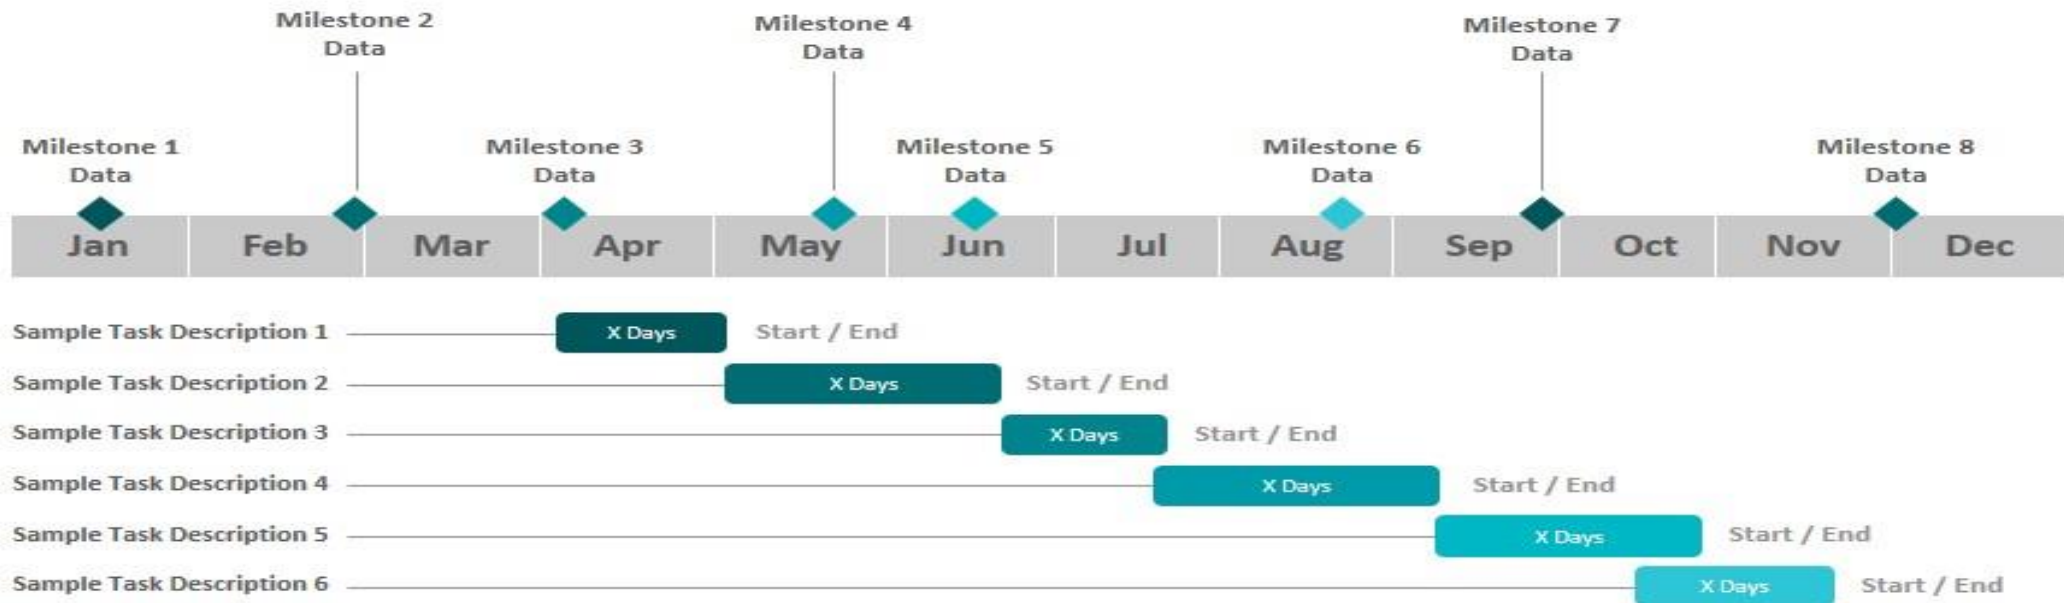 Milestone 2
Data
Milestone 4
Data
Milestone 7
Data
Milestone 1
Data
Milestone 3
Data
Milestone 5
Data
Milestone 6
Data
Milestone 8
Data
Jan Feb Mar Apr May Jun Jul Aug Sep Oct Nov Dec
Sample Task Description 1 X Days Start / End
Sample Task Description 2 X Days Start / End
Sample Task Description 3 X Days Start / End
Sample Task Description 4 X Days Start / End
Sample Task Description 5 X Days Start / End
Sample Task Description 6 X Days Start / End